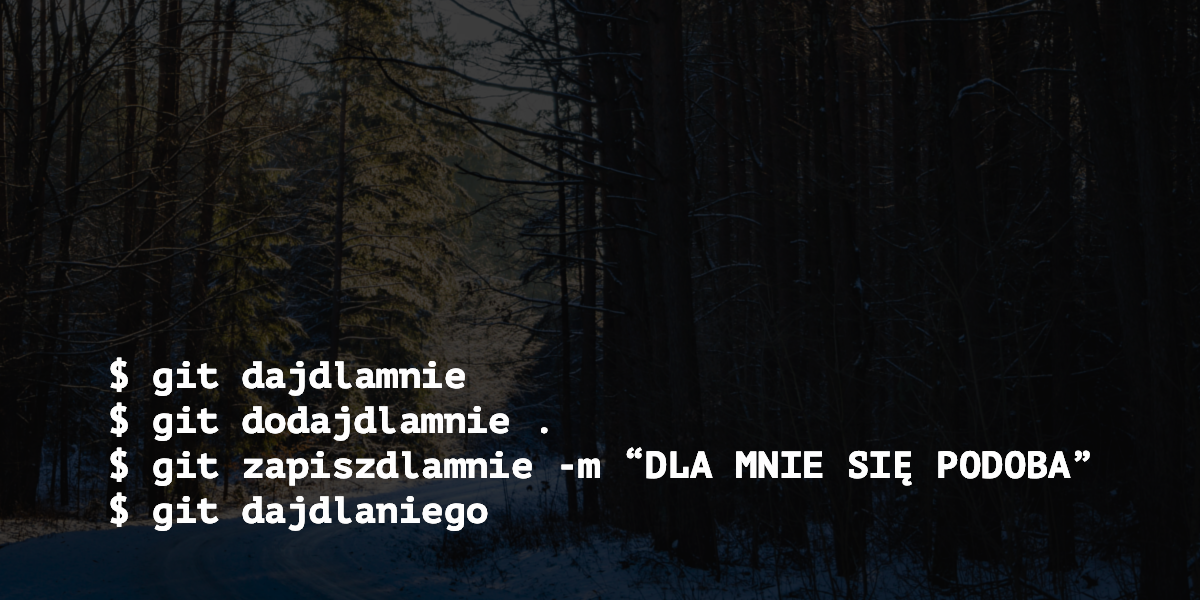 $ git dajdlamnie
$ git dodajdlamnie .
$ git zapiszdlamnie -m “DLA MNIE SIĘ PODOBA”
$ git dajdlaniego